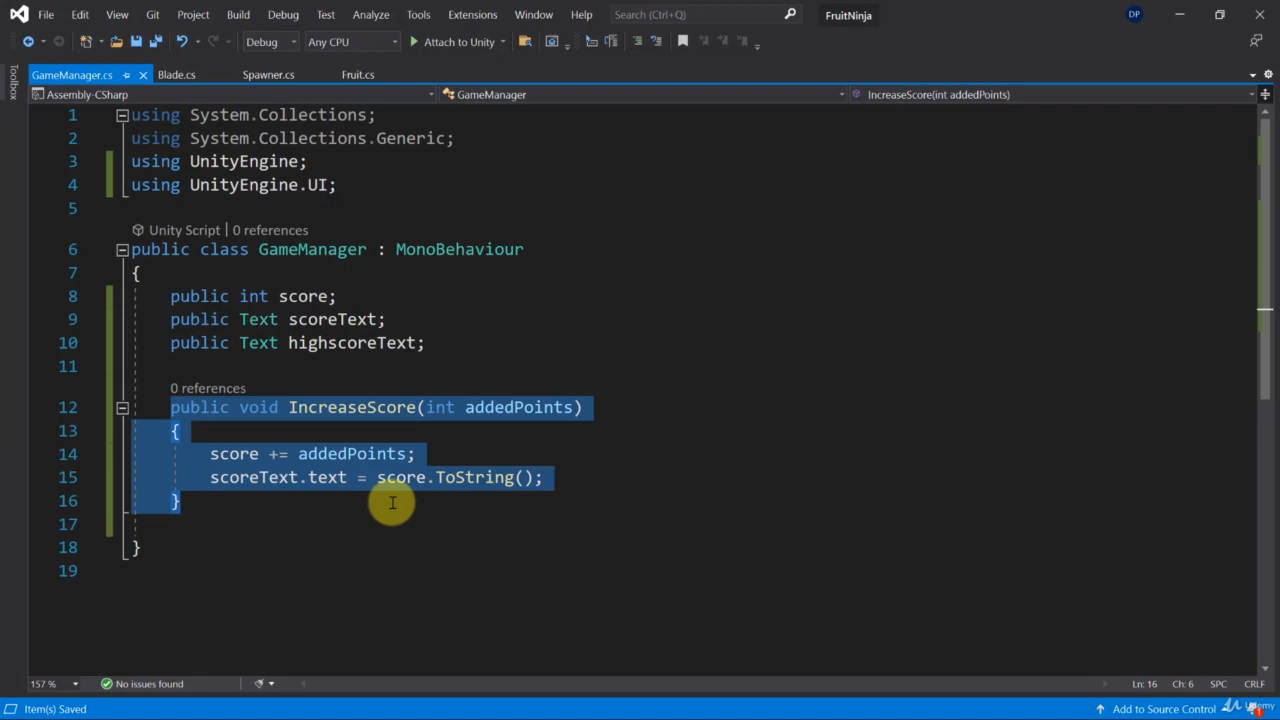 File Edit View Git Project Build Debug Test Analyze Tools Extensions Window Help Search (Ctrl+Q) FruitNinja DP
Debug Any CPU Attach to Unity
Toolbox
GameManager.cs Blade.cs Spawner.cs Fruit.cs
Assembly-CSharp GameManager IncreaseScore(int addedPoints)
1 using System.Collections;
2 using System.Collections.Generic;
3 using UnityEngine;
4 using UnityEngine.UI;
5
Unity Script | 0 references
6 public class GameManager : MonoBehaviour
7 {
8 public int score;
9 public Text scoreText;
10 public Text highscoreText;
11
0 references
12 public void IncreaseScore(int addedPoints)
13 {
14 score += addedPoints;
15 scoreText.text = score.ToString();
16 }
17
18 }
19
157 % No issues found Ln: 16 Ch: 6 SPC CRLF
Item(s) Saved Add to Source Control Udemy 1